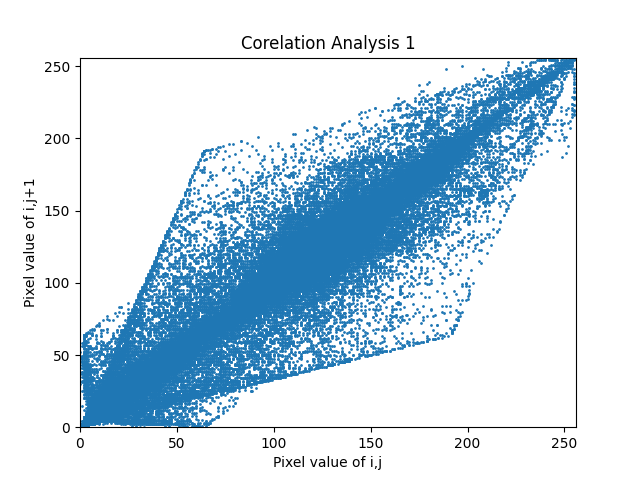 Corelation Analysis 1
250
200
150
100
50
0
Pixel value of i,j+1
0 50 100 150 200 250
Pixel value of i,j